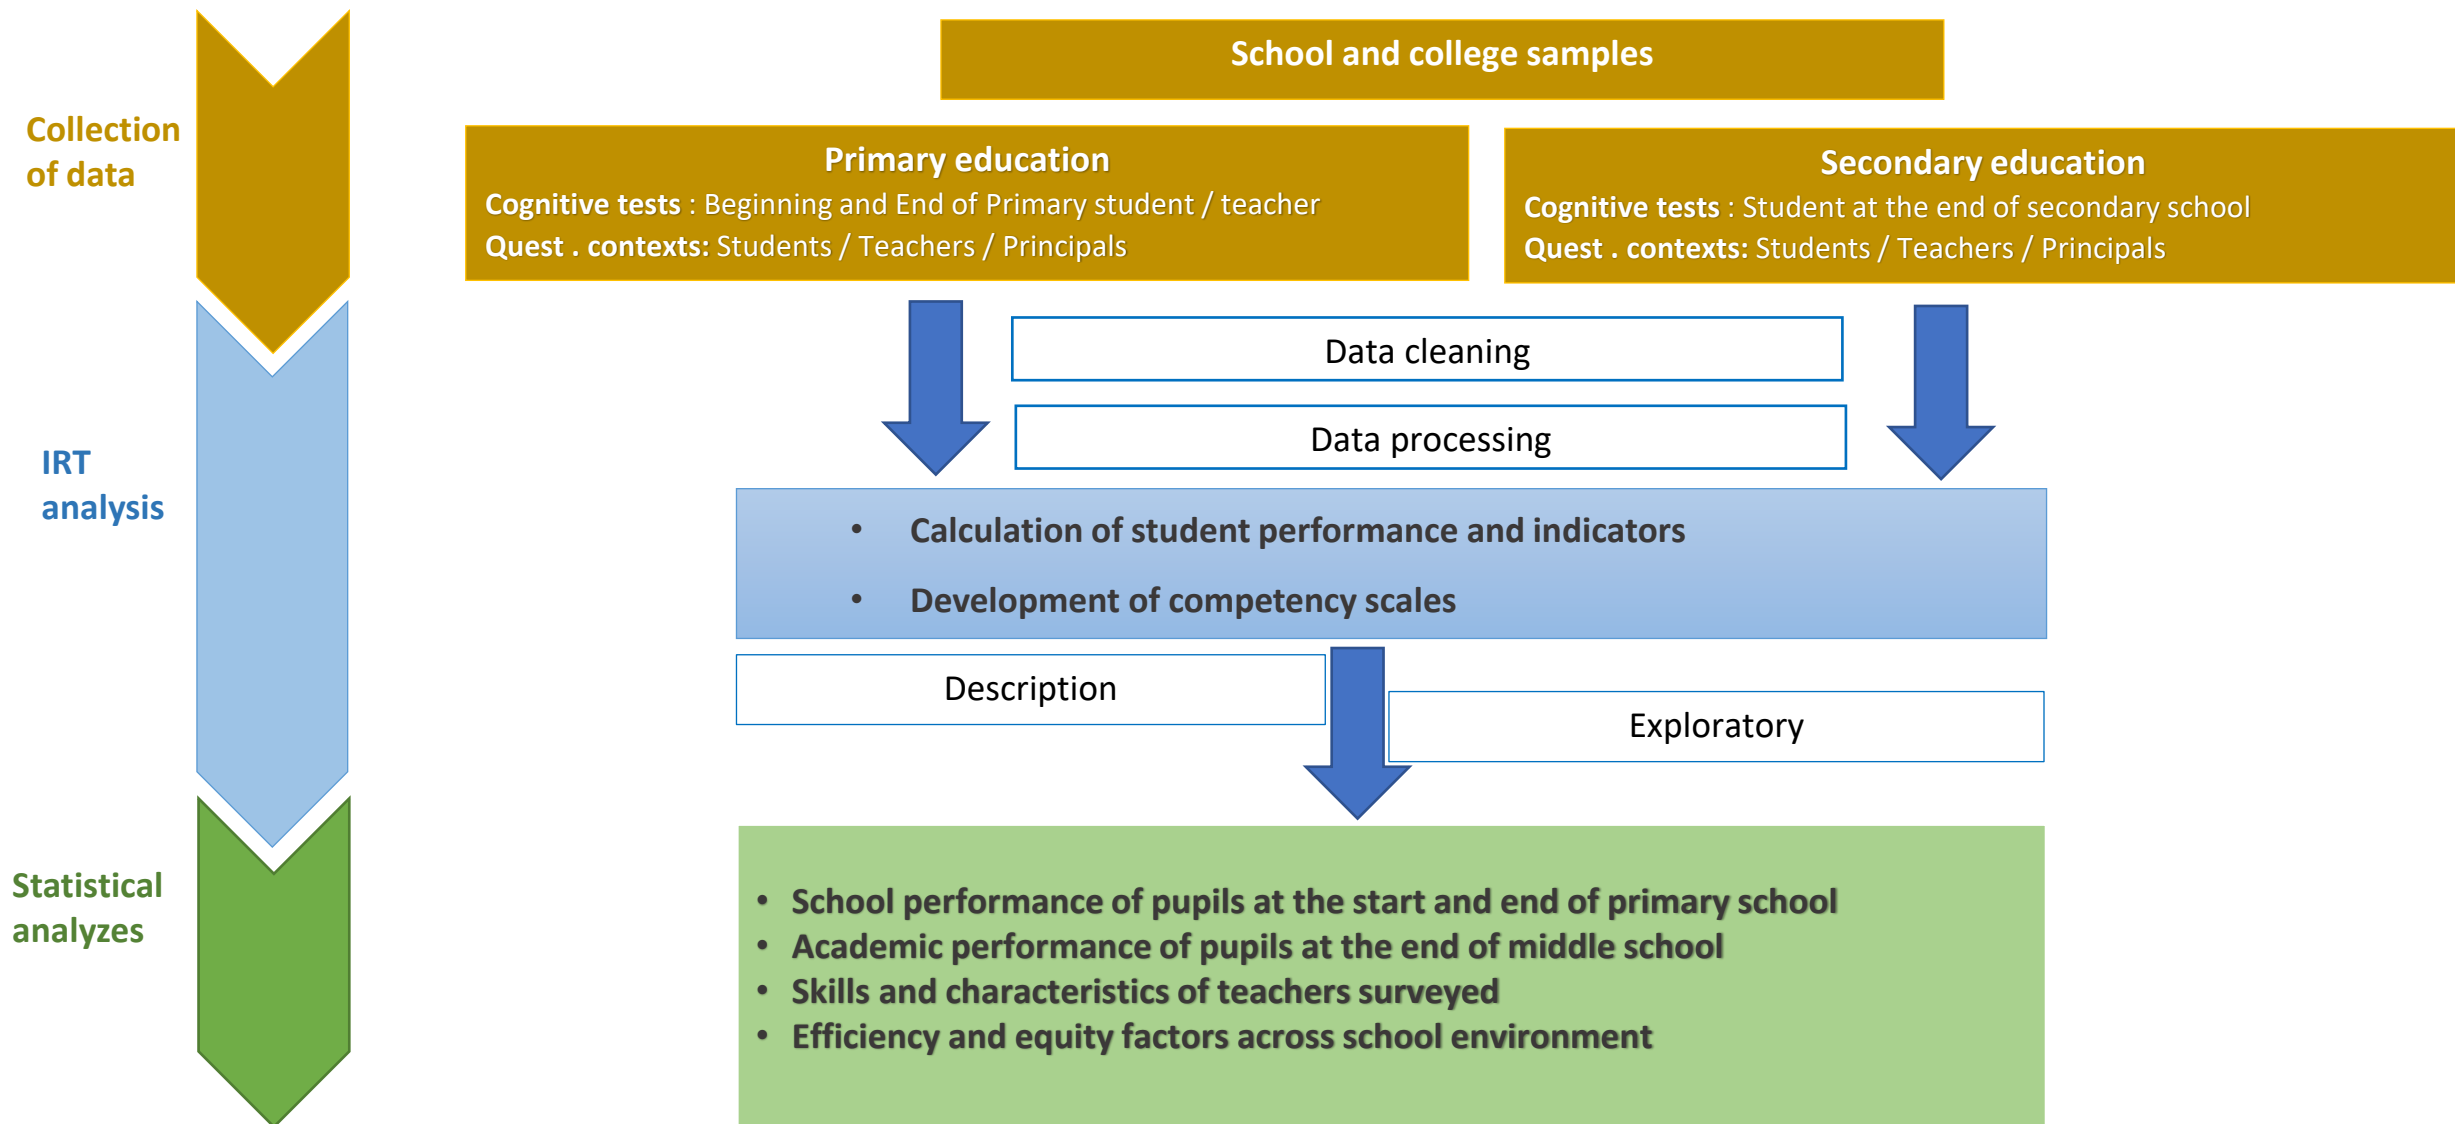 School and college samples
Collection
of data
Primary education
Cognitive tests : Beginning and End of Primary student / teacher
Quest . contexts: Students / Teachers / Principals
Secondary education
Cognitive tests : Student at the end of secondary school
Quest . contexts: Students / Teachers / Principals
Data cleaning
Data processing
IRT
analysis
• Calculation of student performance and indicators
• Development of competency scales
Description
Exploratory
Statistical
analyzes
• School performance of pupils at the start and end of primary school
• Academic performance of pupils at the end of middle school
• Skills and characteristics of teachers surveyed
• Efficiency and equity factors across school environment